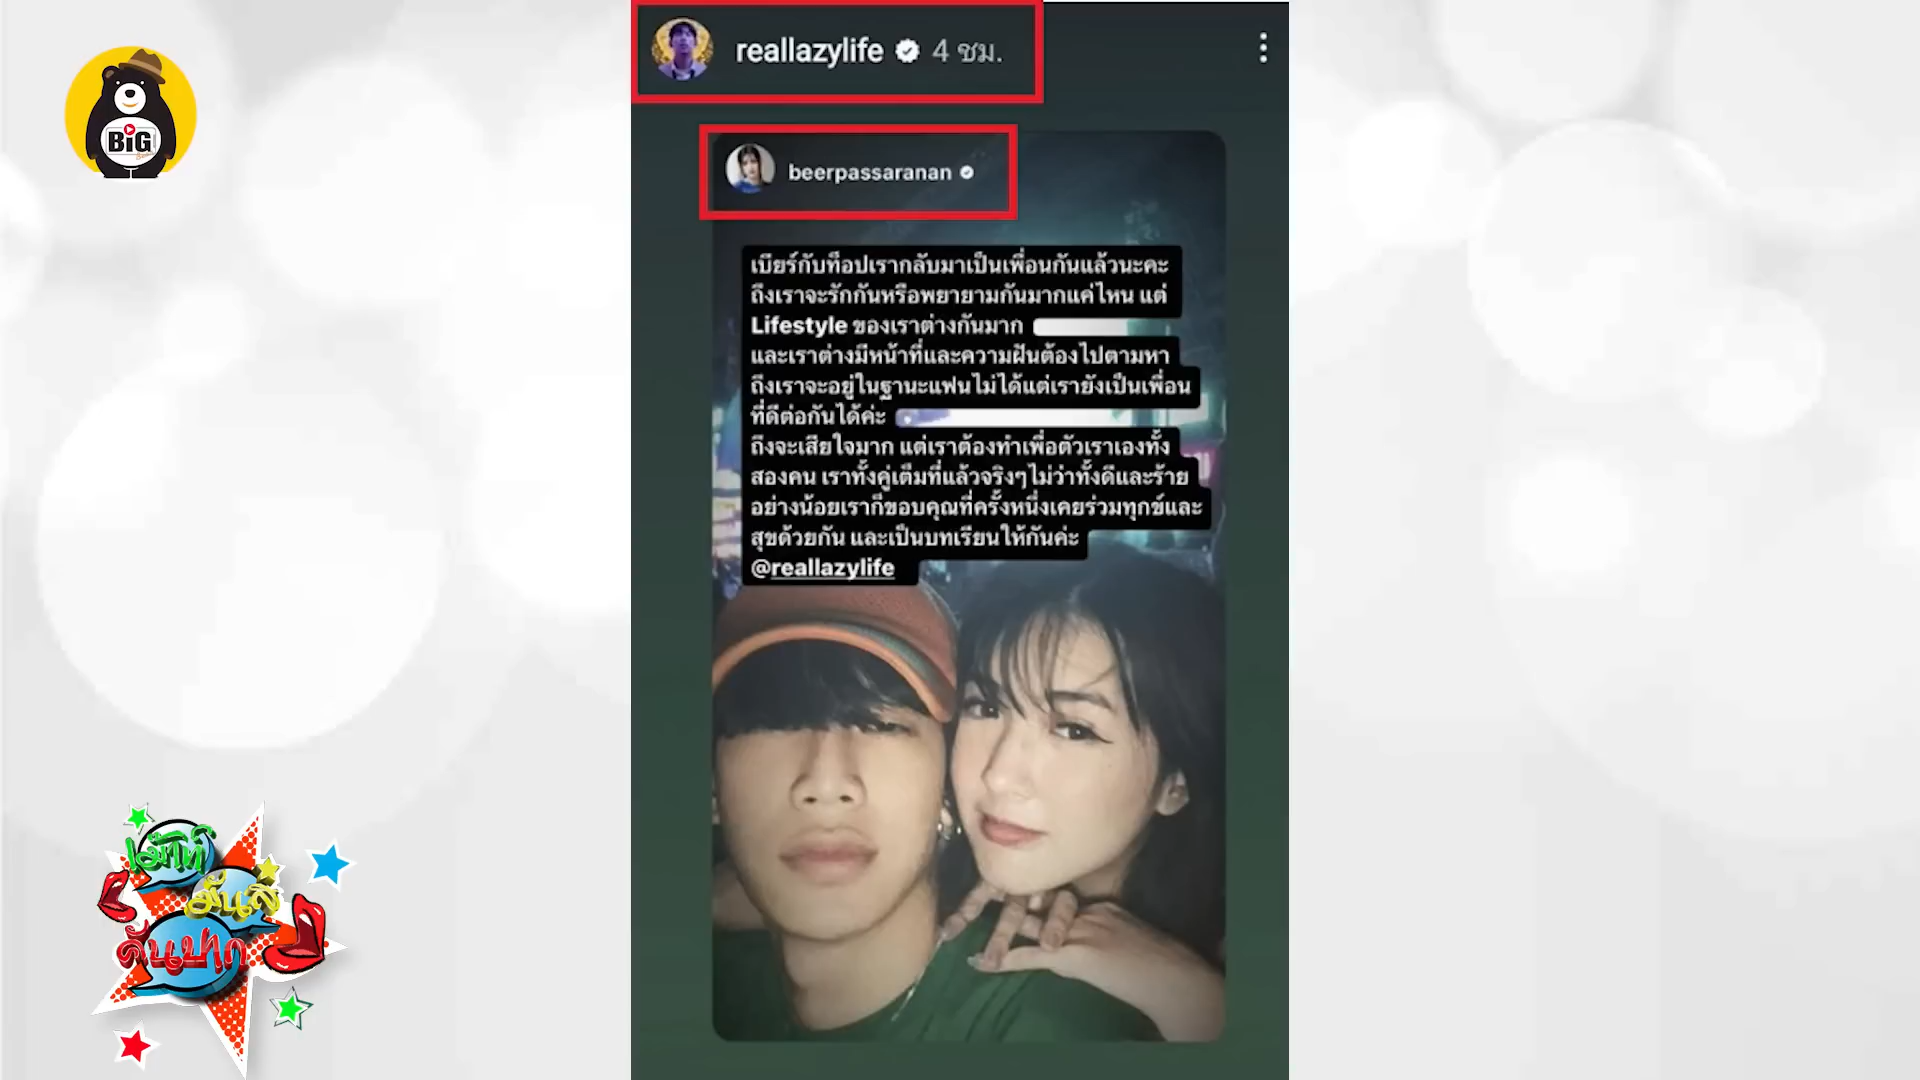 BiG
reallazylife 4 ชม.
beerpassaranan
เบียร์กับท็อปเรากลับมาเป็นเพื่อนกันแล้วนะคะ
ถึงเราจะรักกันหรือพยายามกันมากแค่ไหน แต่
Lifestyle ของเราต่างกันมาก
และเราต่างมีหน้าที่และความฝันต้องไปตามหา
ถึงเราจะอยู่ในฐานะแฟนไม่ได้แต่เรายังเป็นเพื่อน
ที่ดีต่อกันได้ค่ะ
ถึงจะเสียใจมาก แต่เราต้องทำเพื่อตัวเราเองทั้ง
สองคน เราทั้งคู่เต็มที่แล้วจริงๆไม่ว่าทั้งดีและร้าย
อย่างน้อยเราก็ขอบคุณที่ครั้งหนึ่งเคยร่วมทุกข์และ
สุขด้วยกัน และเป็นบทเรียนให้กันค่ะ
@reallazylife
เม้าท์
มันส์
คันปาก